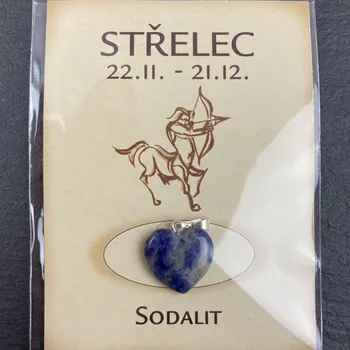 STŘELEC
22.11. - 21.12.
SODALIT